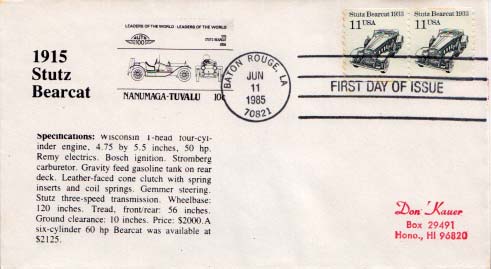 LEADERS OF THE WORLD LEADERS OF THE WORLD
AUTO
100
STUTZ BEARCAT
NANUMAGA-TUVALU 10c
Stutz Bearcat 1933
11USA
Stutz Bearcat 1933
11USA
BATON ROUGE, LA
JUN
11
1985
70821
FIRST DAY OF ISSUE
1915
Stutz
Bearcat
Specifications: Wisconsin T-head four-cyl-
inder engine, 4.75 by 5.5 inches, 50 hp.
Remy electrics. Bosch ignition. Stromberg
carburetor. Gravity feed gasoline tank on rear
deck. Leather-faced cone clutch with spring
inserts and coil springs. Gemmer steering.
Stutz three-speed transmission. Wheelbase:
120 inches. Tread, front/rear: 56 inches.
Ground clearance: 10 inches. Price: $2000. A
six-cylinder 60 hp Bearcat was available at
$2125.
Don Kauer
Box 29491
Hono., HI 96820